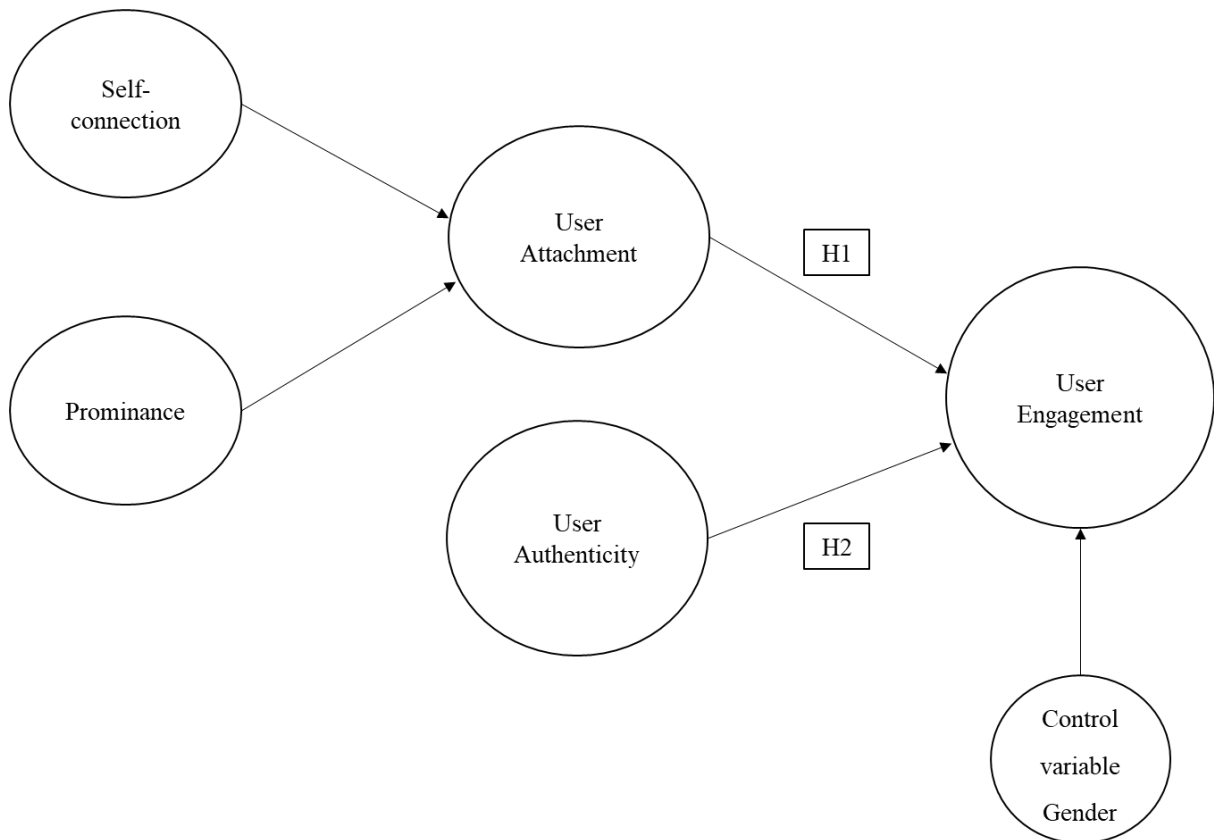 Self-
connection
User
Attachment
H1
User
Engagement
Prominance
User
Authenticity
H2
Control
variable
Gender